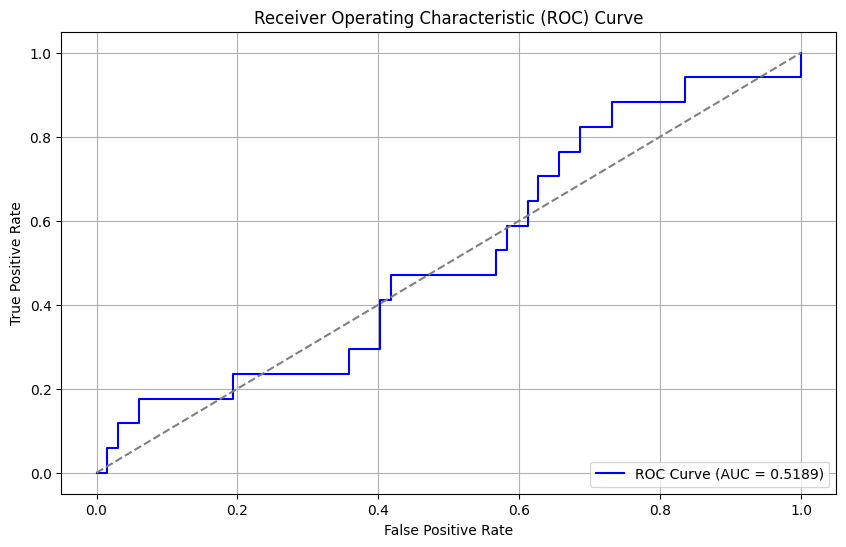 Receiver Operating Characteristic (ROC) Curve
True Positive Rate
1.0
0.8
0.6
0.4
0.2
0.0
ROC Curve (AUC = 0.5189)
0.0 0.2 0.4 0.6 0.8 1.0
False Positive Rate